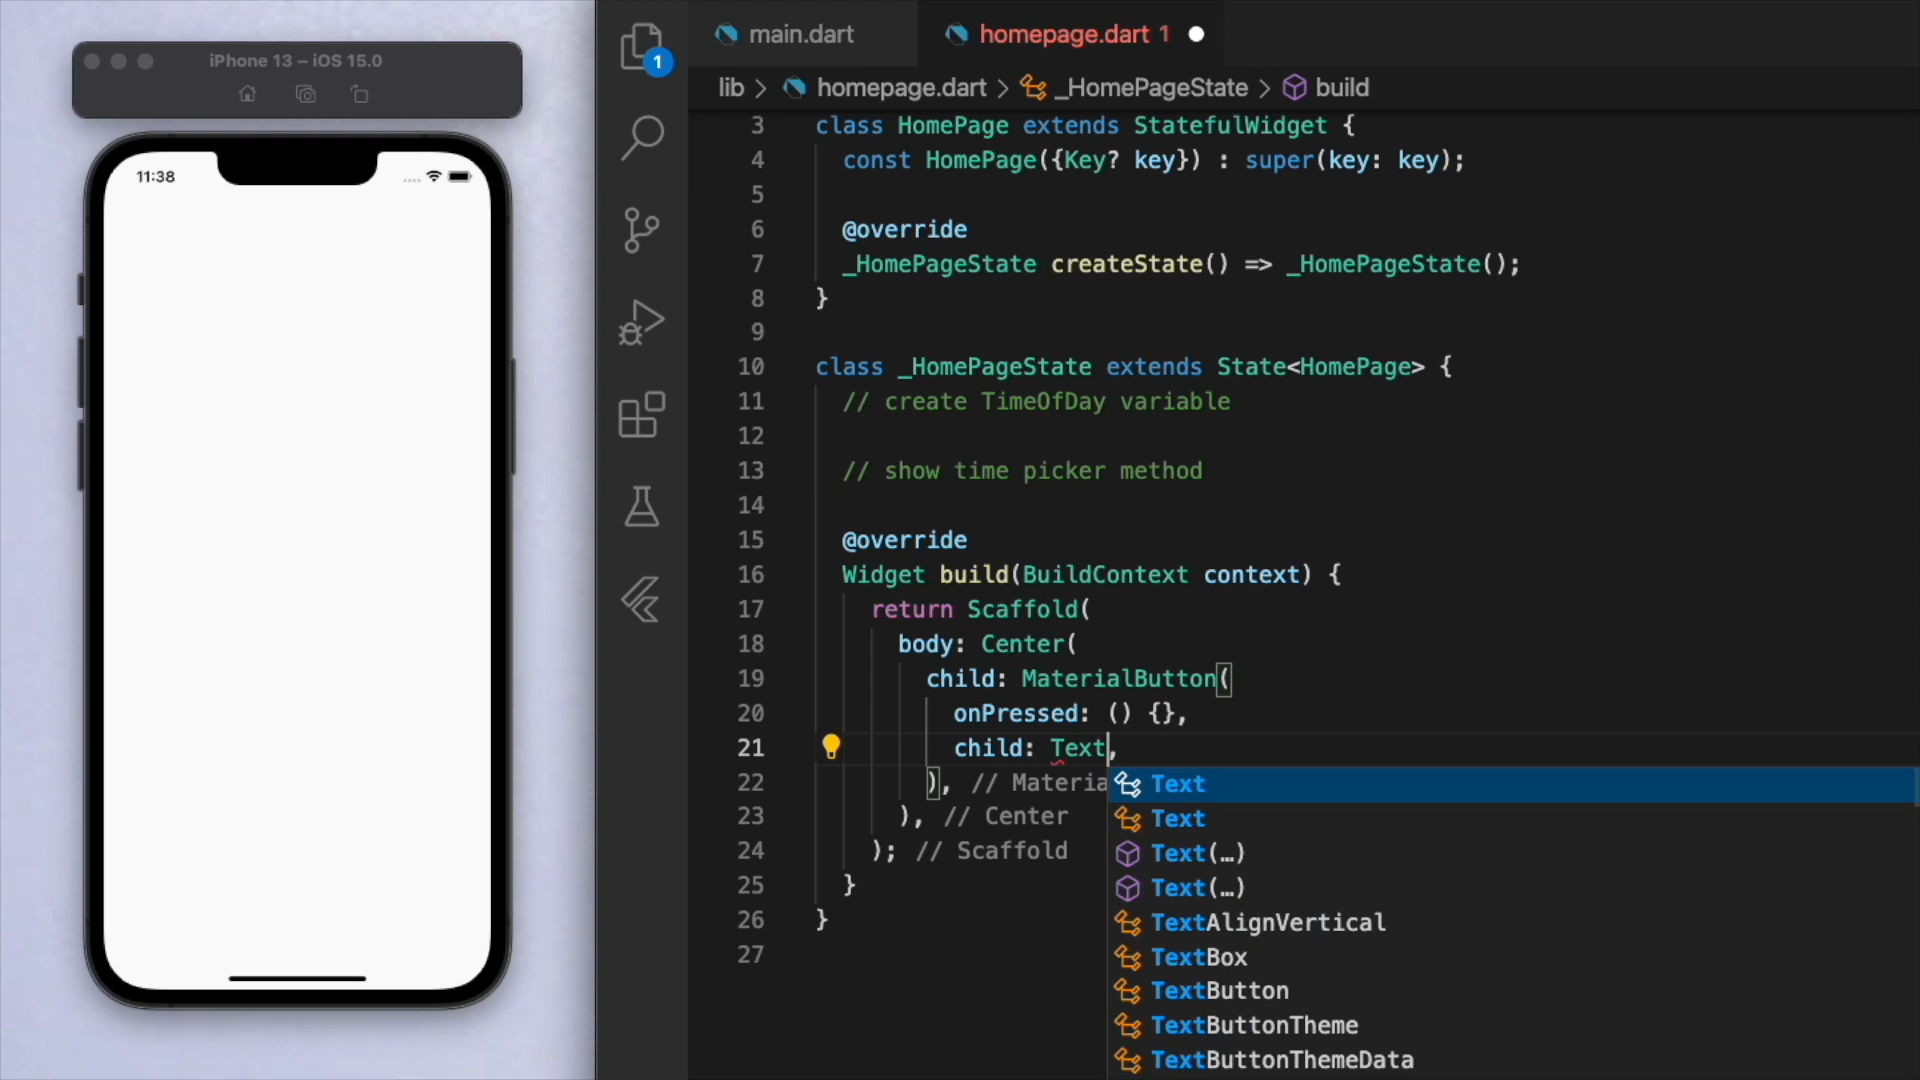 iPhone 13 – iOS 15.0
11:38
1
main.dart
homepage.dart 1
lib > homepage.dart > _HomePageState > build
3 class HomePage extends StatefulWidget {
4 const HomePage({Key? key}) : super(key: key);
5
6 @override
7 _HomePageState createState() => _HomePageState();
8 }
9
10 class _HomePageState extends State<HomePage> {
11 // create TimeOfDay variable
12
13 // show time picker method
14
15 @override
16 Widget build(BuildContext context) {
17 return Scaffold(
18 body: Center(
19 child: MaterialButton(
20 onPressed: () {},
21 child: Text,
22 ), // Materia
23 ), // Center
24 ); // Scaffold
25 }
26 }
27
Text
Text
Text(…)
Text(…)
TextAlignVertical
TextBox
TextButton
TextButtonTheme
TextButtonThemeData